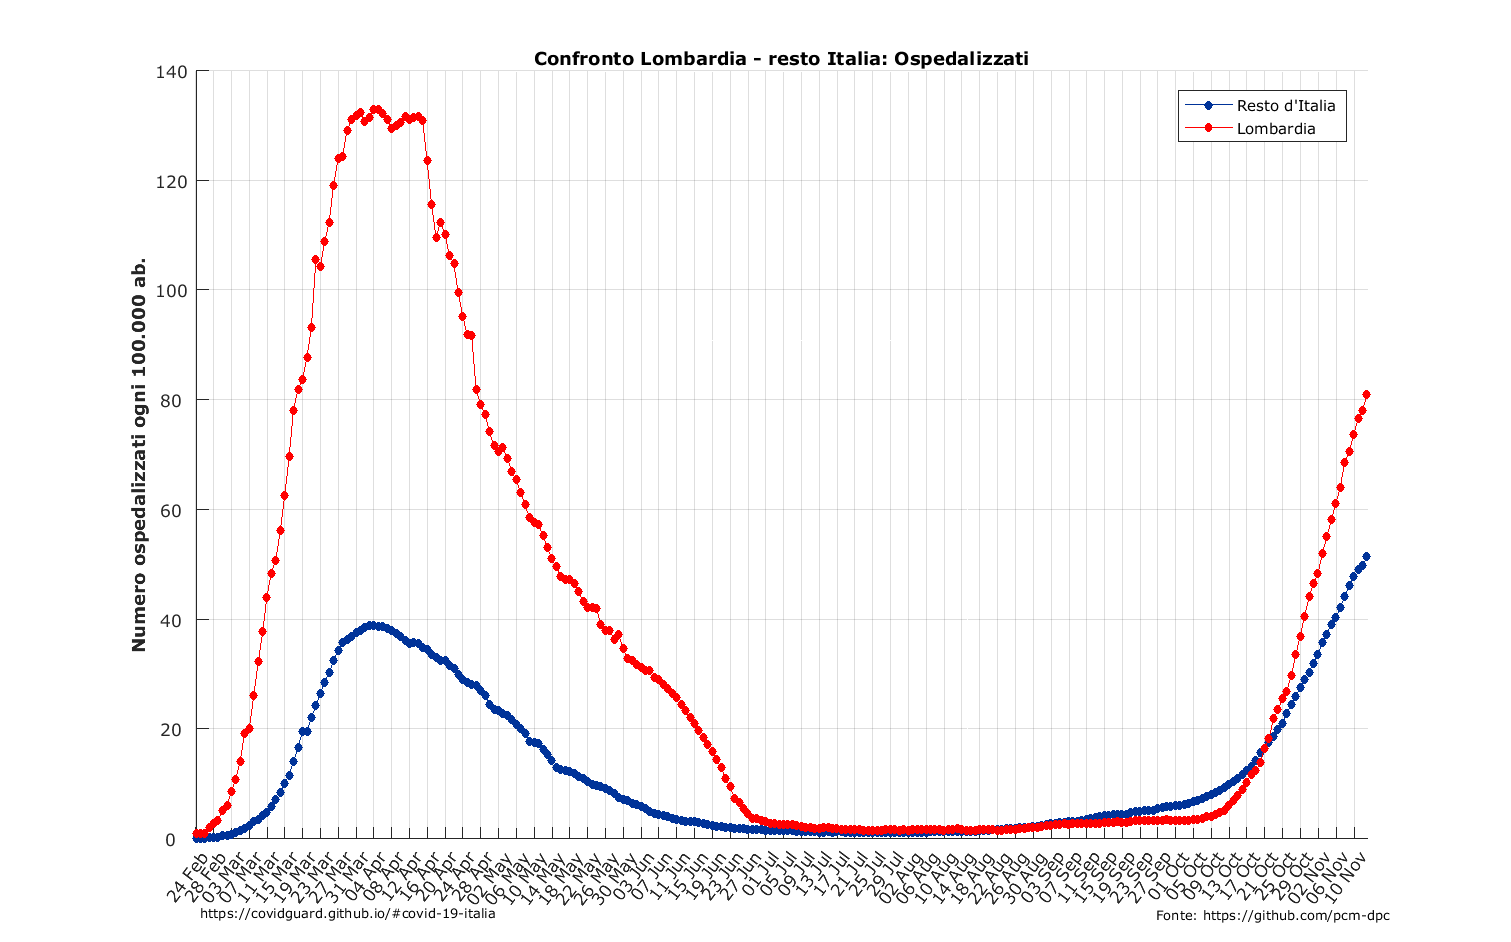 Confronto Lombardia - resto Italia: Ospedalizzati
140
120
100
80
60
40
20
0
Numero ospedalizzati ogni 100.000 ab.
Resto d'Italia
Lombardia
24 Feb
28 Feb
03 Mar
07 Mar
11 Mar
15 Mar
19 Mar
23 Mar
27 Mar
31 Mar
04 Apr
08 Apr
12 Apr
16 Apr
20 Apr
24 Apr
28 Apr
02 May
06 May
10 May
14 May
18 May
22 May
26 May
30 May
03 Jun
07 Jun
11 Jun
15 Jun
19 Jun
23 Jun
27 Jun
01 Jul
05 Jul
09 Jul
13 Jul
17 Jul
21 Jul
25 Jul
29 Jul
02 Aug
06 Aug
10 Aug
14 Aug
18 Aug
22 Aug
26 Aug
30 Aug
03 Sep
07 Sep
11 Sep
15 Sep
19 Sep
23 Sep
27 Sep
01 Oct
05 Oct
09 Oct
13 Oct
17 Oct
21 Oct
25 Oct
29 Oct
02 Nov
06 Nov
10 Nov
https://covidguard.github.io/#covid-19-italia
Fonte: https://github.com/pcm-dpc